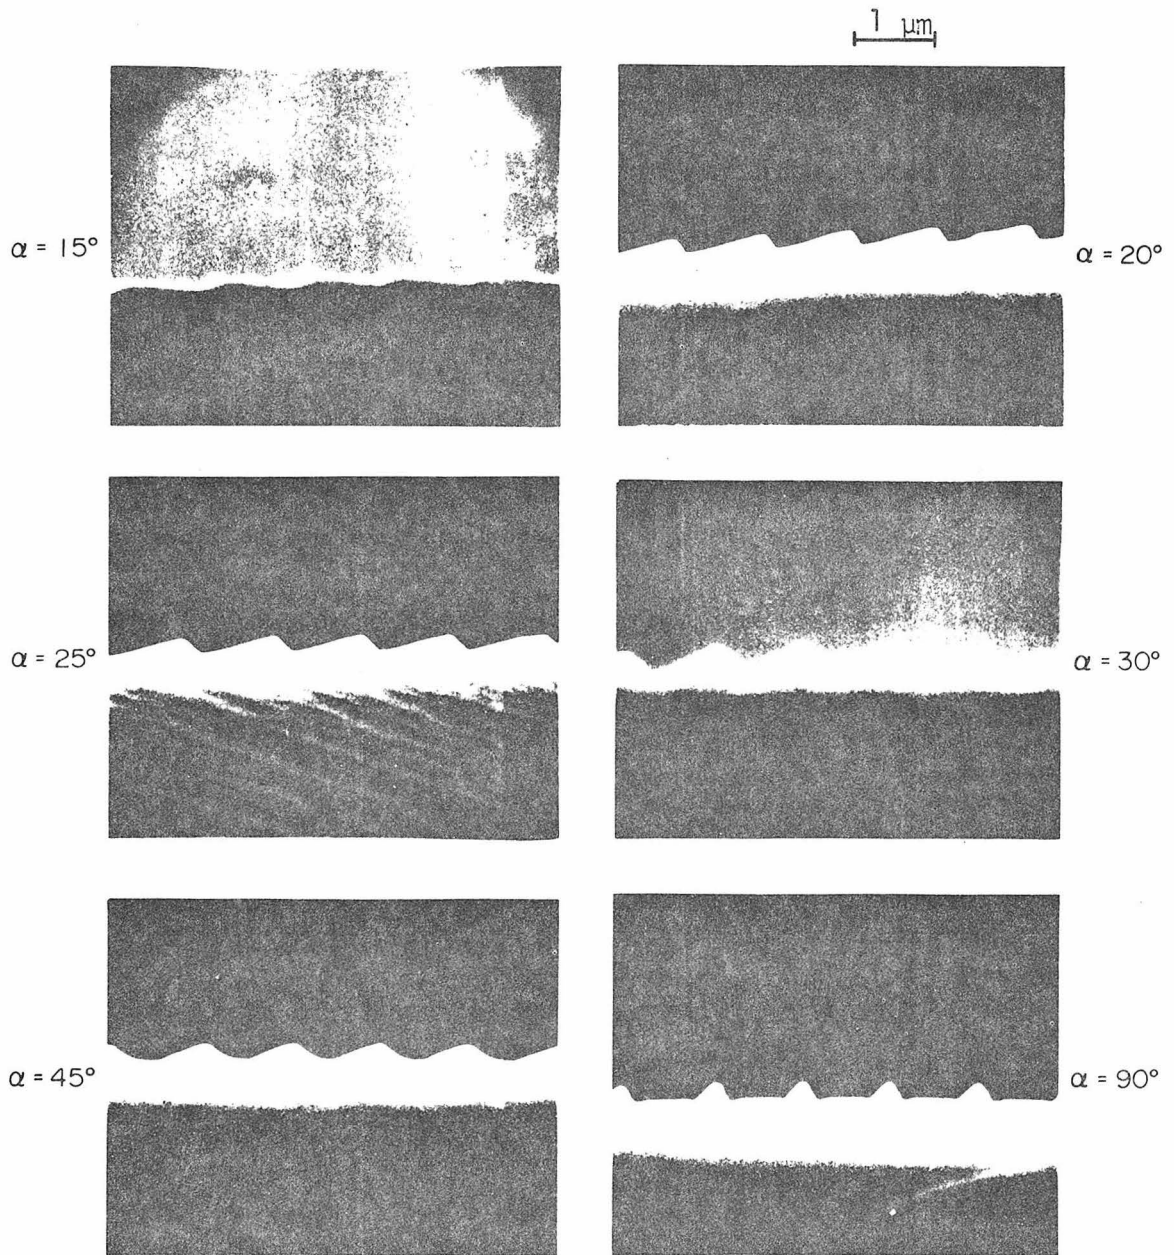 1 μm
α = 15°
α = 20°
α = 25°
α = 30°
α = 45°
α = 90°